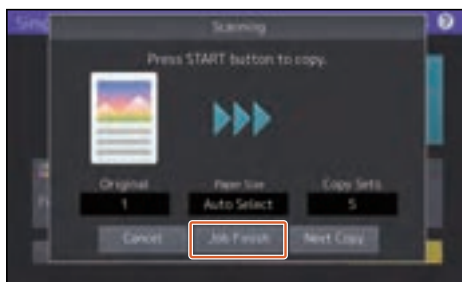 Simp
Scanning
?
Press START button to copy.
Original
Paper Size
Copy Sets
1
Auto Select
5
Cancel
Job Finish
Next Copy